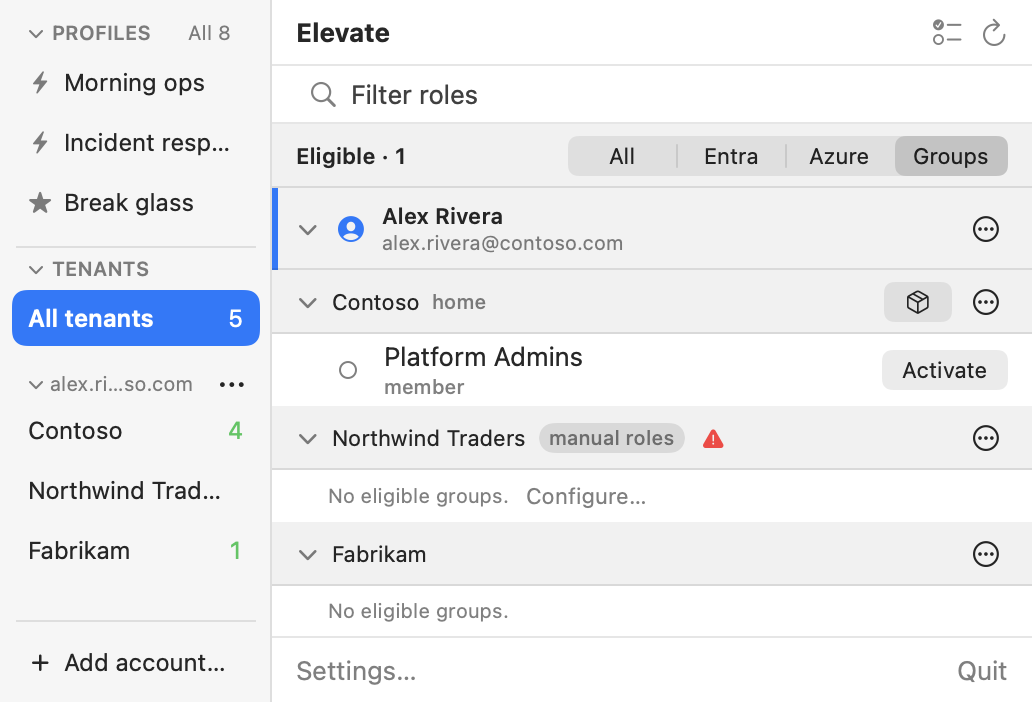 PROFILES All 8
Morning ops
Incident resp...
Break glass
TENANTS
All tenants 5
alex.ri...so.com
Contoso 4
Northwind Trad...
Fabrikam 1
+ Add account...
Elevate
Filter roles
Eligible · 1 All Entra Azure Groups
Alex Rivera
alex.rivera@contoso.com
Contoso home
Platform Admins
member
Activate
Northwind Traders manual roles
No eligible groups. Configure...
Fabrikam
No eligible groups.
Settings... Quit